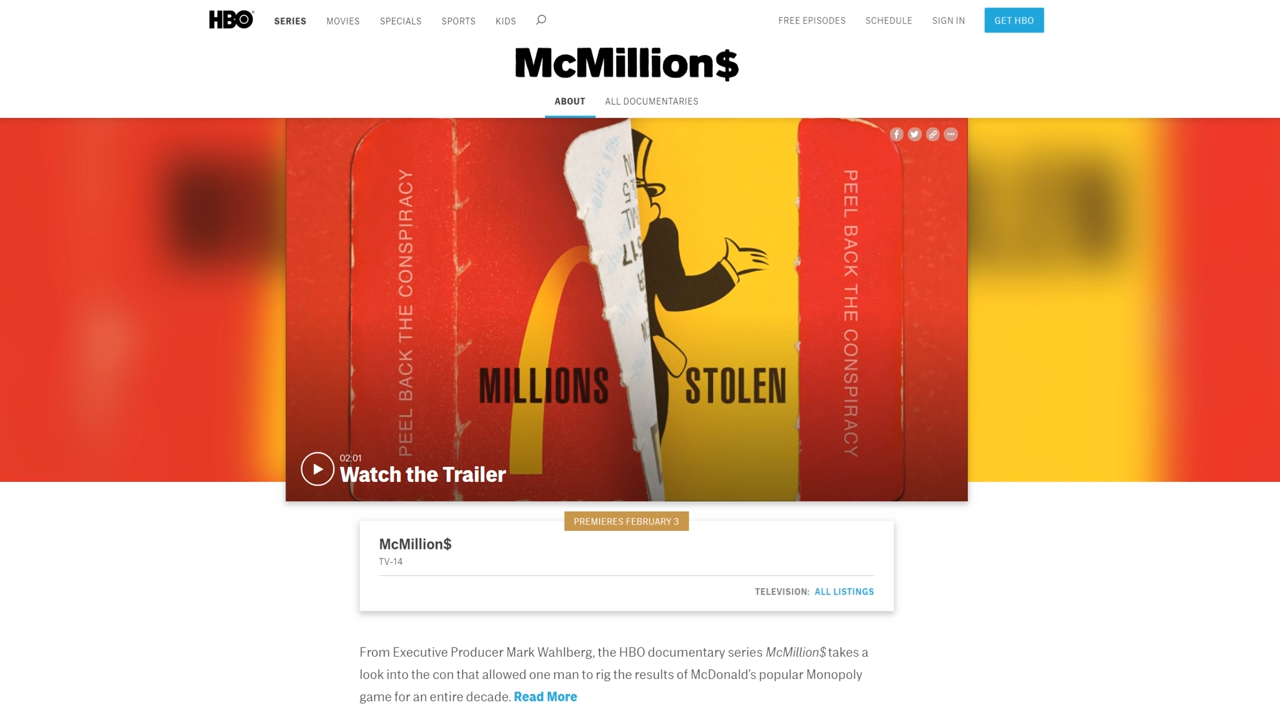 HBO
SERIES MOVIES SPECIALS SPORTS KIDS
FREE EPISODES SCHEDULE SIGN IN GET HBO
McMillion$
ABOUT ALL DOCUMENTARIES
PEEL BACK THE CONSPIRACY
MILLIONS STOLEN
PEEL BACK THE CONSPIRACY
02:01
Watch the Trailer
PREMIERES FEBRUARY 3
McMillion$
TV-14
TELEVISION: ALL LISTINGS
From Executive Producer Mark Wahlberg, the HBO documentary series McMillion$ takes a
look into the con that allowed one man to rig the results of McDonald's popular Monopoly
game for an entire decade. Read More